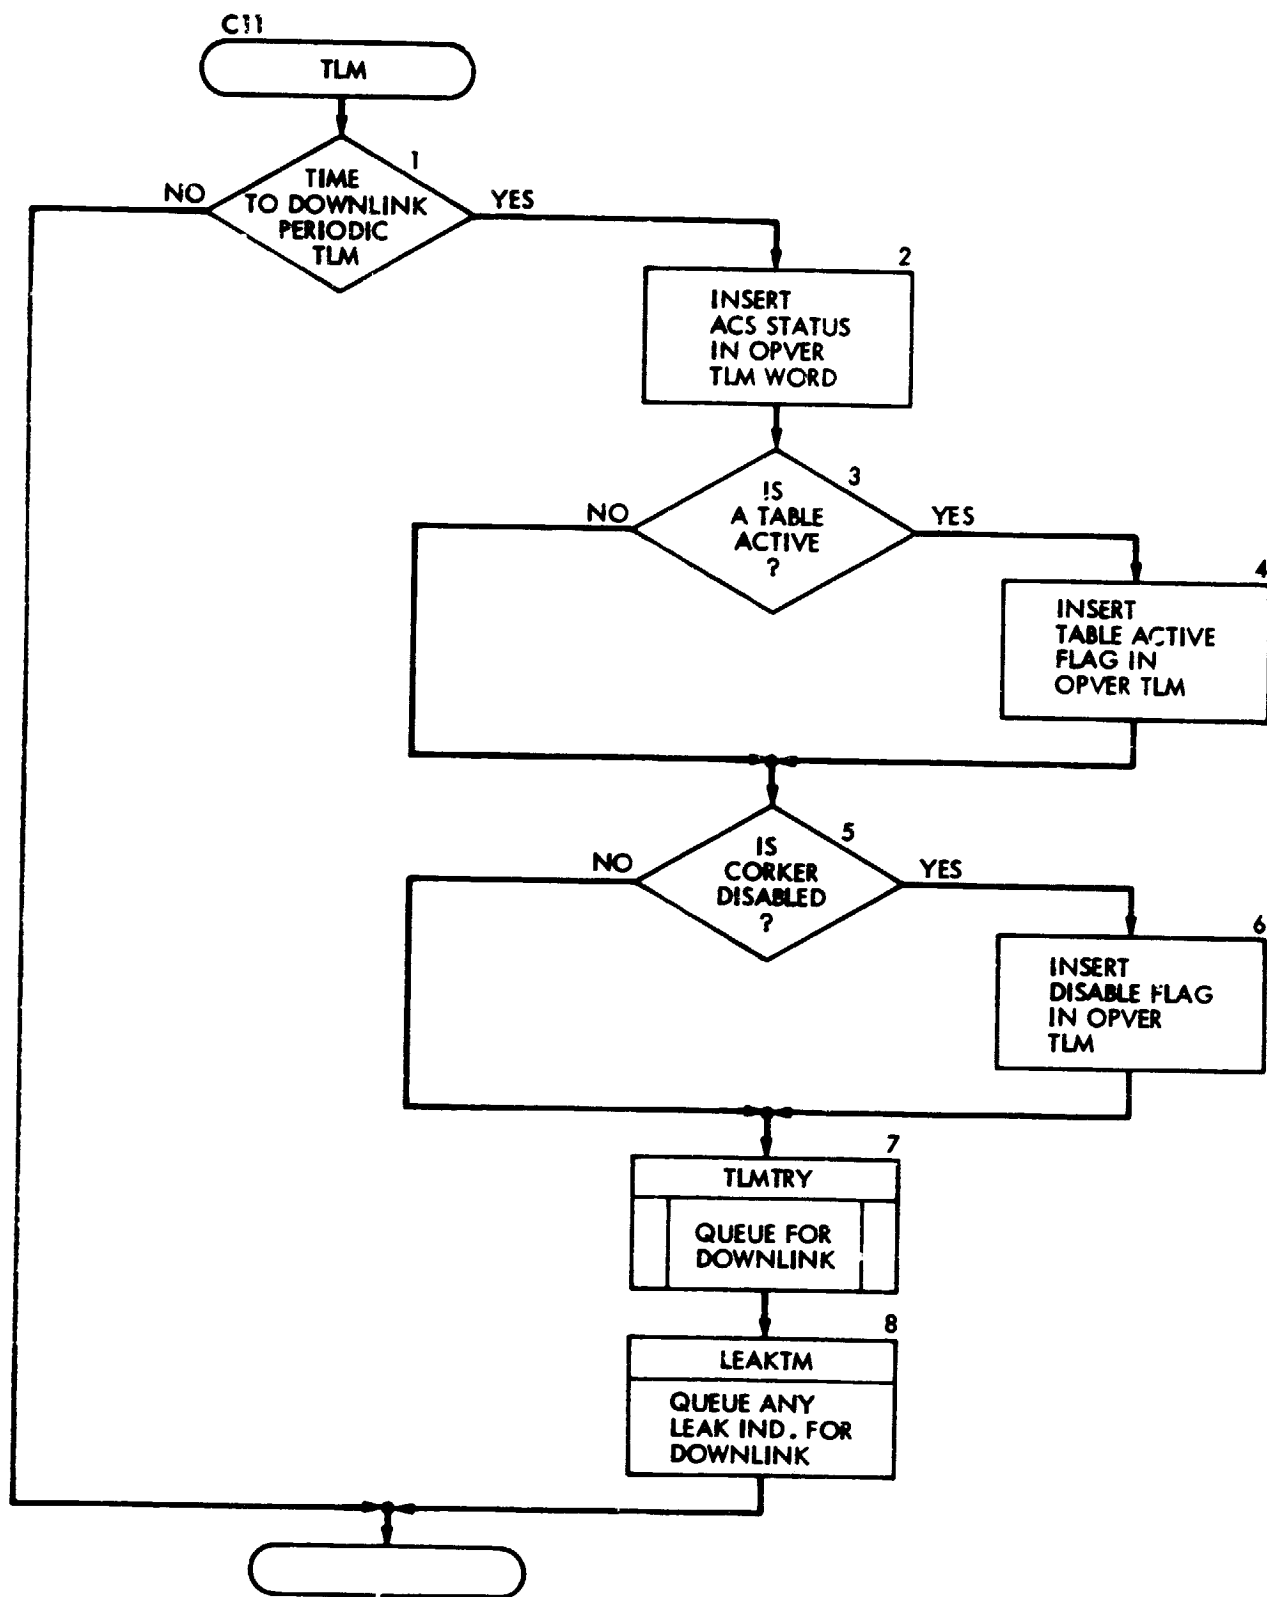 C11
TLM
1
TIME
TO DOWNLINK
PERIODIC
TLM
NO
YES
2
INSERT
ACS STATUS
IN OPVER
TLM WORD
3
IS
A TABLE
ACTIVE
?
NO
YES
4
INSERT
TABLE ACTIVE
FLAG IN
OPVER TLM
5
IS
CORKER
DISABLED
?
NO
YES
6
INSERT
DISABLE FLAG
IN OPVER
TLM
7
TLMTRY
QUEUE FOR
DOWNLINK
8
LEAKTM
QUEUE ANY
LEAK IND. FOR
DOWNLINK